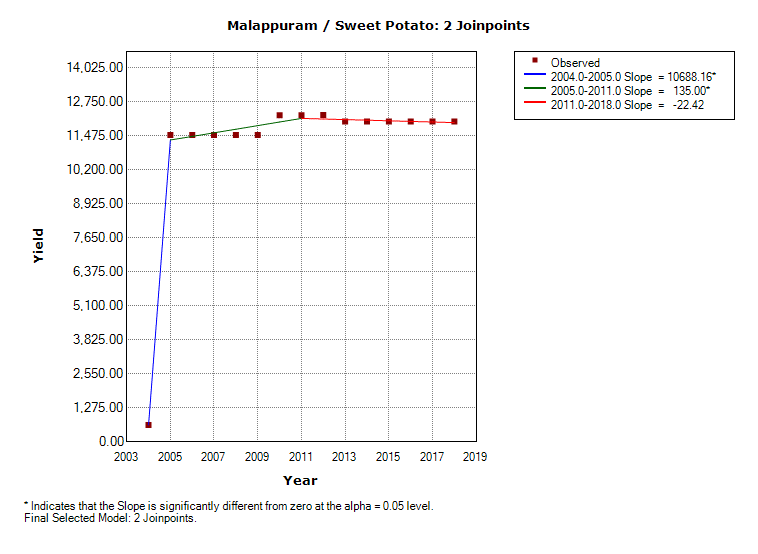 Malappuram / Sweet Potato: 2 Joinpoints
14,025.00
12,750.00
11,475.00
10,200.00
8,925.00
7,650.00
6,375.00
5,100.00
3,825.00
2,550.00
1,275.00
0.00
Yield
2003 2005 2007 2009 2011 2013 2015 2017 2019
Year
Observed
2004.0-2005.0 Slope = 10688.16*
2005.0-2011.0 Slope = 135.00*
2011.0-2018.0 Slope = -22.42
* Indicates that the Slope is significantly different from zero at the alpha = 0.05 level.
Final Selected Model: 2 Joinpoints.